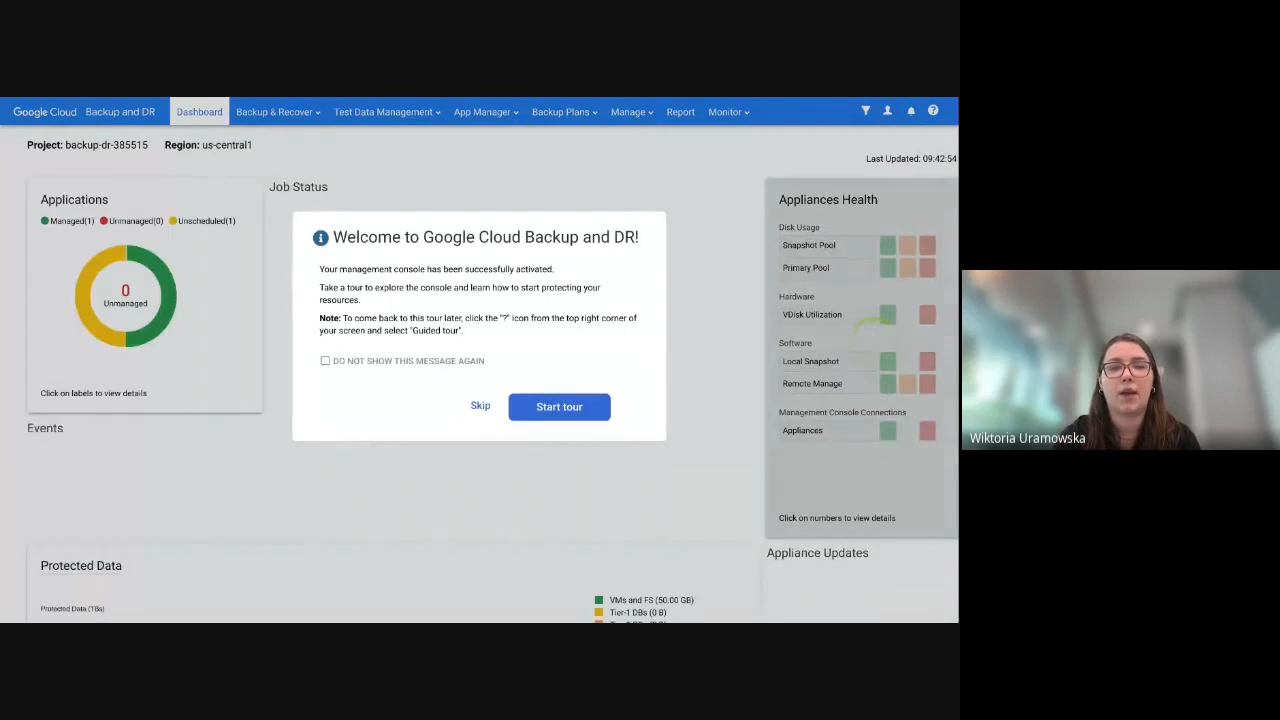 Google Cloud Backup and DR Dashboard Backup & Recover Test Data Management App Manager Backup Plans Manage Report Monitor
Project: backup-dr-385515 Region: us-central1
Last Updated: 09:42:54
Applications
Managed(1) Unmanaged(0) Unscheduled(1)
0
Unmanaged
Click on labels to view details
Job Status
Welcome to Google Cloud Backup and DR!
Your management console has been successfully activated.
Take a tour to explore the console and learn how to start protecting your
resources.
Note: To come back to this tour later, click the "?" icon from the top right corner of
your screen and select "Guided tour".
DO NOT SHOW THIS MESSAGE AGAIN
Skip Start tour
Appliances Health
Disk Usage
Snapshot Pool
Primary Pool
Hardware
VDisk Utilization
Software
Local Snapshot
Remote Manage
Management Console Connections
Appliances
Click on numbers to view details
Events
Appliance Updates
Protected Data
Protected Data (TBs)
VMs and FS (50.00 GB)
Tier-1 DBs (0 B)
Wiktoria Uramowska